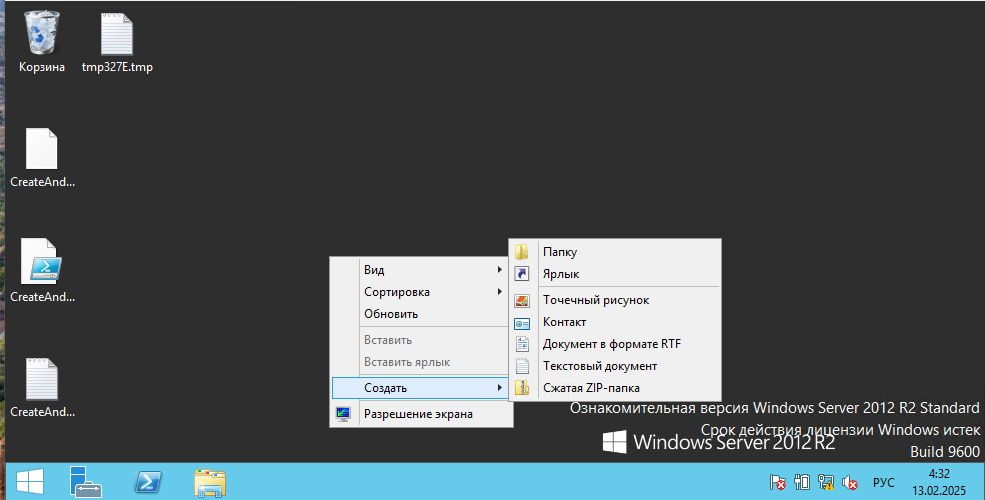 Корзина
tmp327E.tmp
CreateAnd...
CreateAnd...
CreateAnd...
Вид
Сортировка
Обновить
Вставить
Вставить ярлык
Создать
Разрешение экрана
Папку
Ярлык
Точечный рисунок
Контакт
Документ в формате RTF
Текстовый документ
Сжатая ZIP-папка
Ознакомительная версия Windows Server 2012 R2 Standard
Срок действия лицензии Windows истек
Windows Server 2012 R2
Build 9600
РУС
4:32
13.02.2025